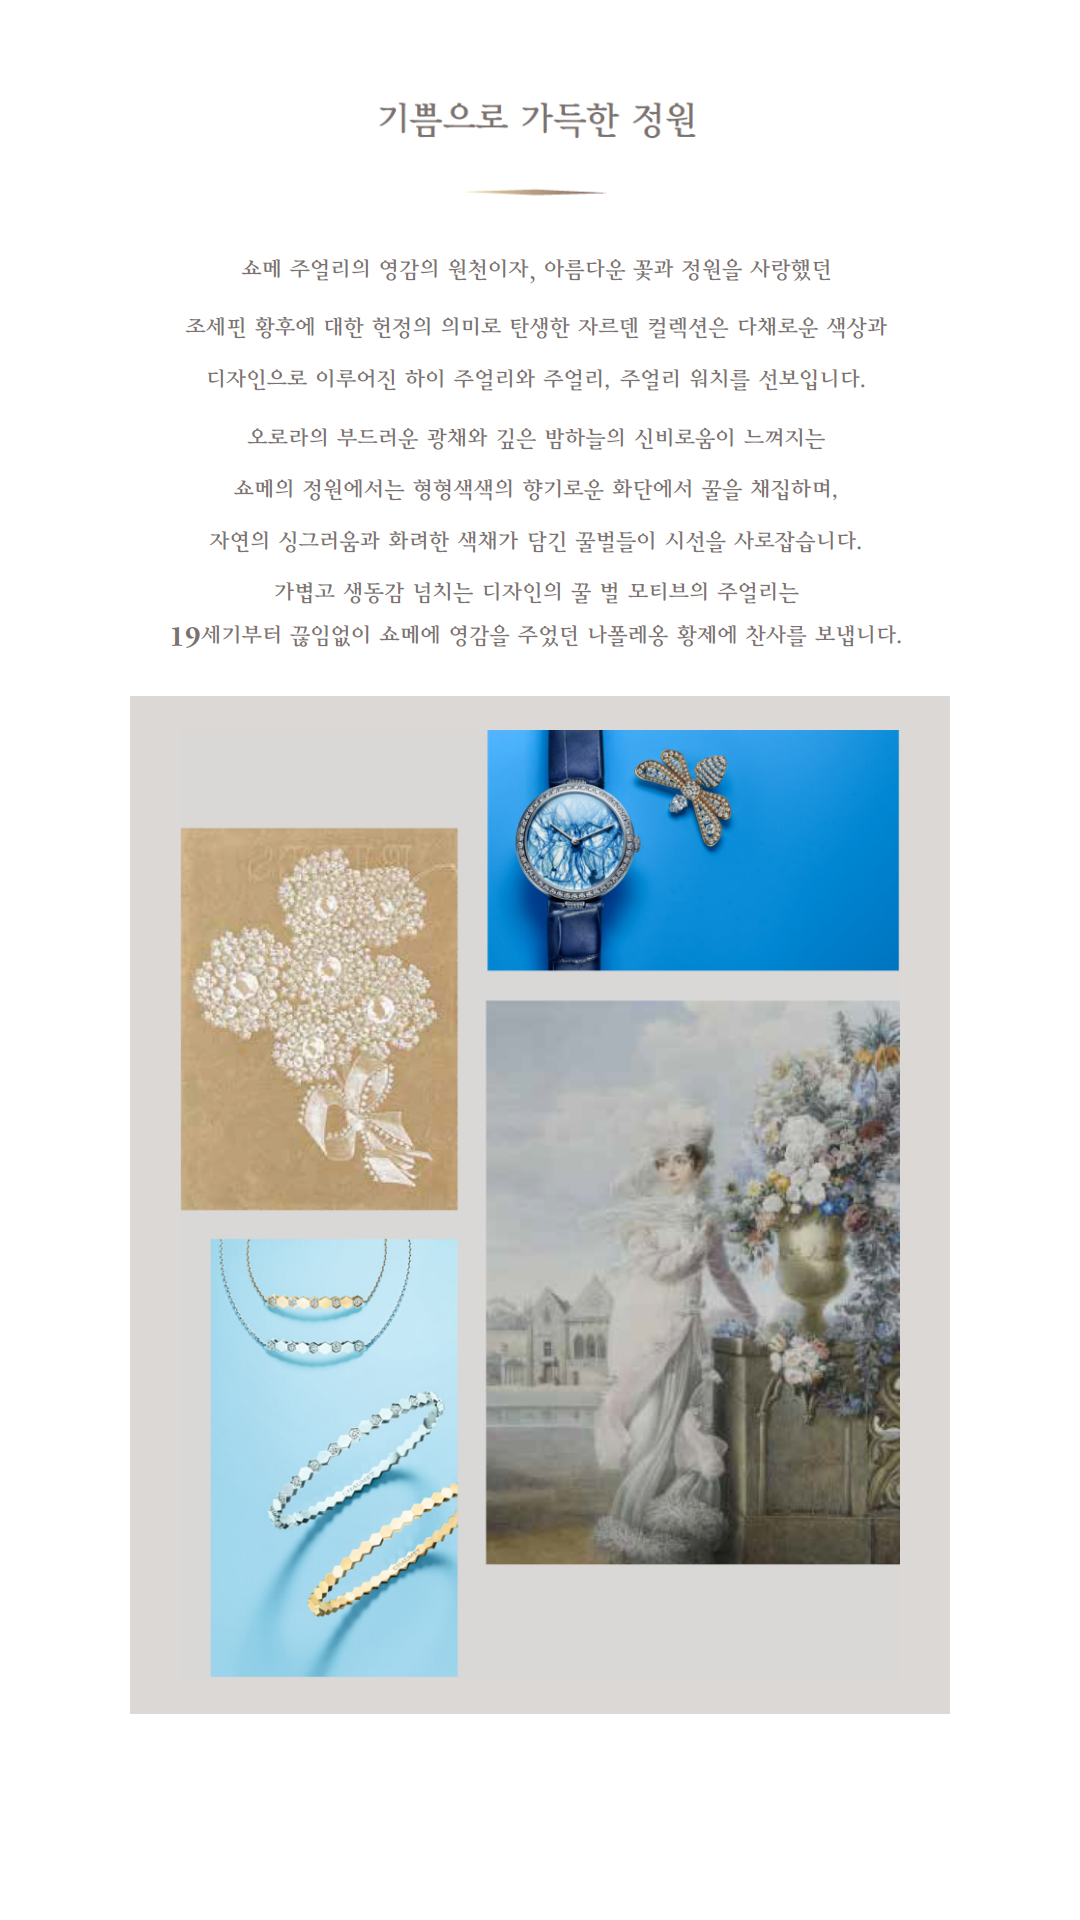 기쁨으로 가득한 정원
쇼메 주얼리의 영감의 원천이자, 아름다운 꽃과 정원을 사랑했던
조세핀 황후에 대한 헌정의 의미로 탄생한 자르덴 컬렉션은 다채로운 색상과
디자인으로 이루어진 하이 주얼리와 주얼리, 주얼리 워치를 선보입니다.
오로라의 부드러운 광채와 깊은 밤하늘의 신비로움이 느껴지는
쇼메의 정원에서는 형형색색의 향기로운 화단에서 꿀을 채집하며,
자연의 싱그러움과 화려한 색채가 담긴 꿀벌들이 시선을 사로잡습니다.
가볍고 생동감 넘치는 디자인의 꿀 벌 모티브의 주얼리는
19세기부터 끊임없이 쇼메에 영감을 주었던 나폴레옹 황제에 찬사를 보냅니다.